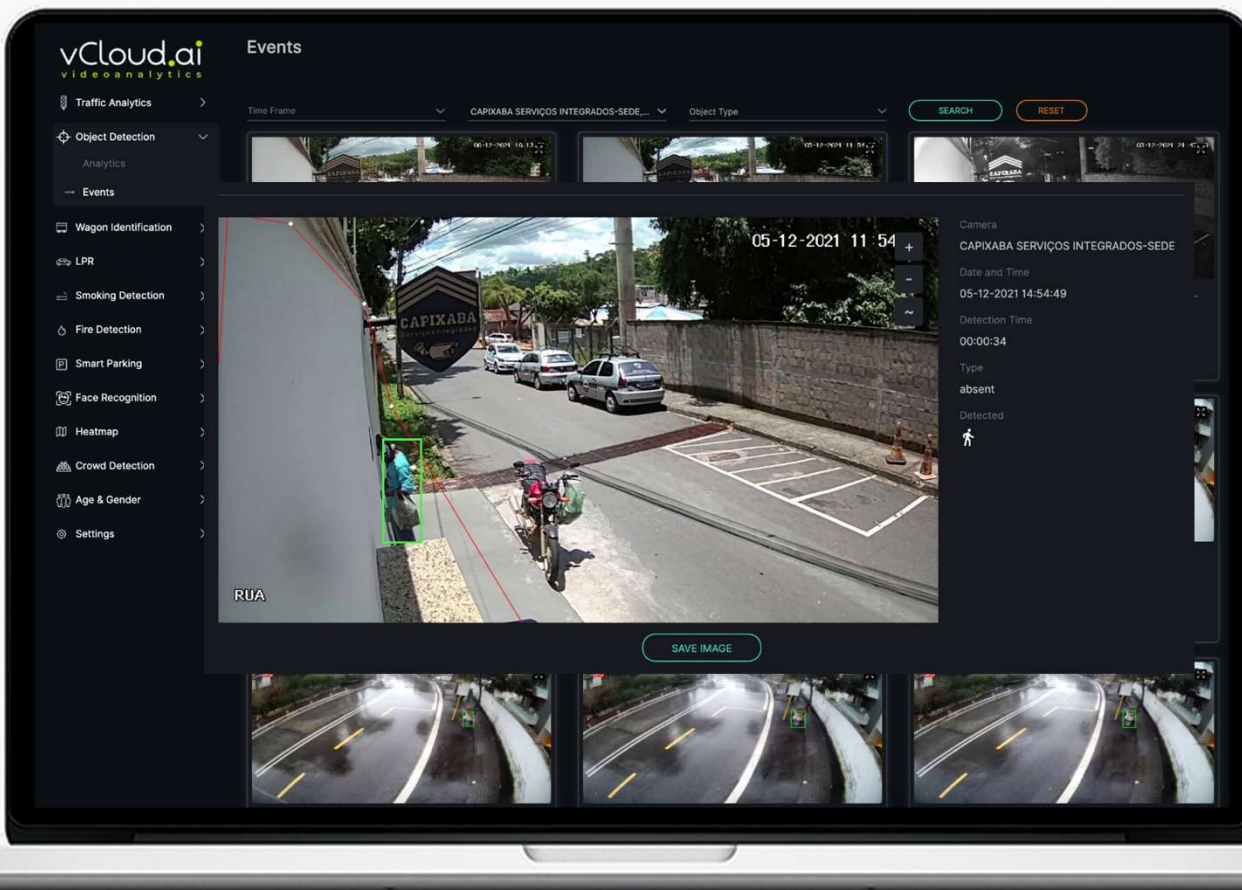 vCloud.ai
videoanalytics
Events
Traffic Analytics
Object Detection
Analytics
Events
Wagon Identification
LPR
Smoking Detection
Fire Detection
Smart Parking
Face Recognition
Heatmap
Crowd Detection
Age & Gender
Settings
Time Frame
CAPIXABA SERVIÇOS INTEGRADOS-SEDE,...
Object Type
SEARCH
RESET
05-12-2021 11:54
CAPIXABA
Serviços Integrados
RUA
Camera
CAPIXABA SERVIÇOS INTEGRADOS-SEDE
Date and Time
05-12-2021 14:54:49
Detection Time
00:00:34
Type
absent
Detected
SAVE IMAGE